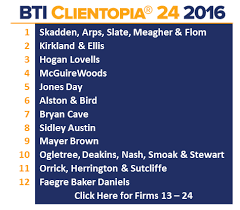 BTI CLIENTOPIA® 24 2016
1 Skadden, Arps, Slate, Meagher & Flom
2 Kirkland & Ellis
3 Hogan Lovells
4 McGuireWoods
5 Jones Day
6 Alston & Bird
7 Bryan Cave
8 Sidley Austin
9 Mayer Brown
10 Ogletree, Deakins, Nash, Smoak & Stewart
11 Orrick, Herrington & Sutcliffe
12 Faegre Baker Daniels
Click Here for Firms 13 – 24